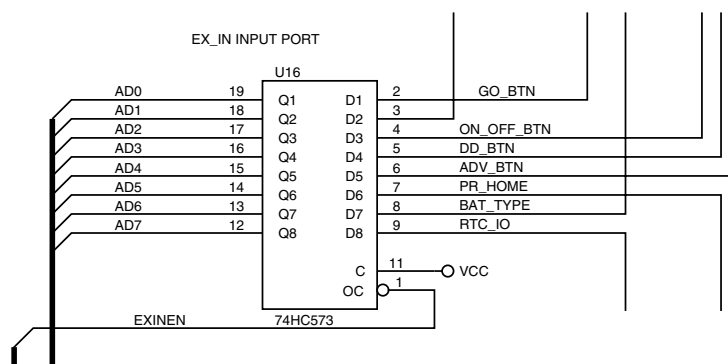 EX_IN INPUT PORT
U16
AD0 19 Q1 D1 2 GO_BTN
AD1 18 Q2 D2 3
AD2 17 Q3 D3 4 ON_OFF_BTN
AD3 16 Q4 D4 5 DD_BTN
AD4 15 Q5 D5 6 ADV_BTN
AD5 14 Q6 D6 7 PR_HOME
AD6 13 Q7 D7 8 BAT_TYPE
AD7 12 Q8 D8 9 RTC_IO
C 11 VCC
OC 1
EXINEN 74HC573